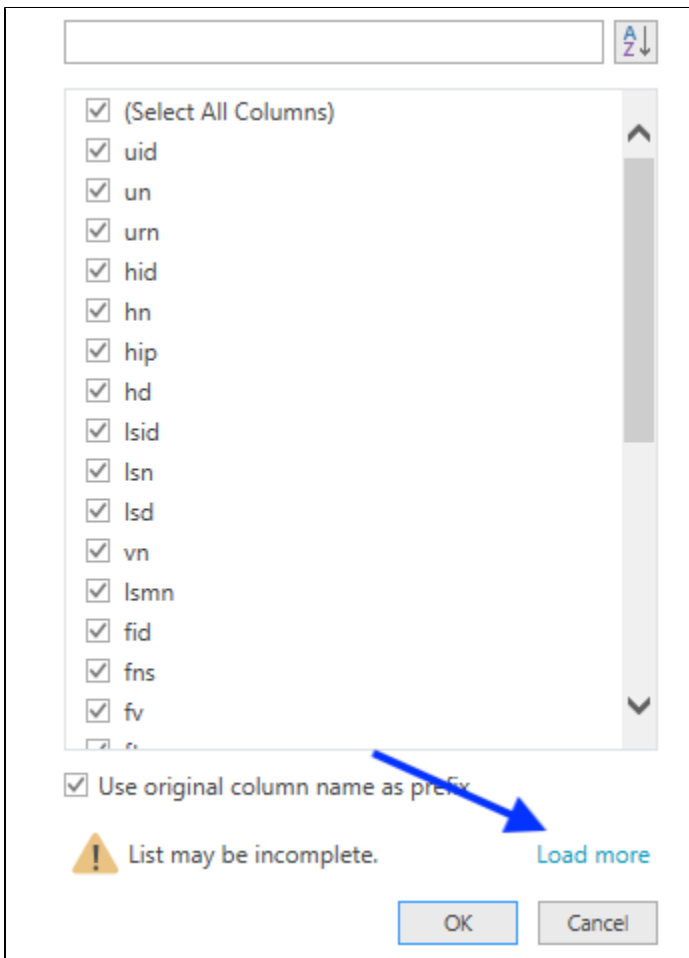 (Select All Columns)
uid
un
urn
hid
hn
hip
hd
lsid
lsn
lsd
vn
lsmn
fid
fns
fv
Use original column name as prefix
List may be incomplete. Load more
OK Cancel